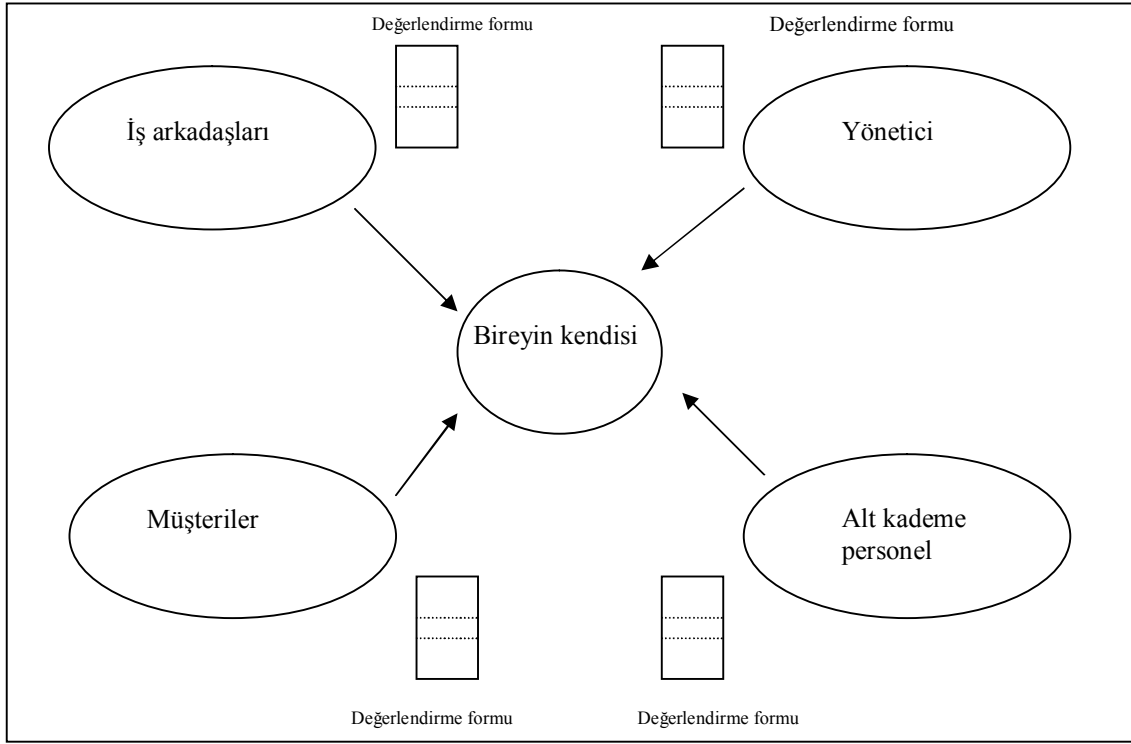 Değerlendirme formu
Değerlendirme formu
İş arkadaşları
Yönetici
Bireyin kendisi
Müşteriler
Alt kademe
personel
Değerlendirme formu
Değerlendirme formu